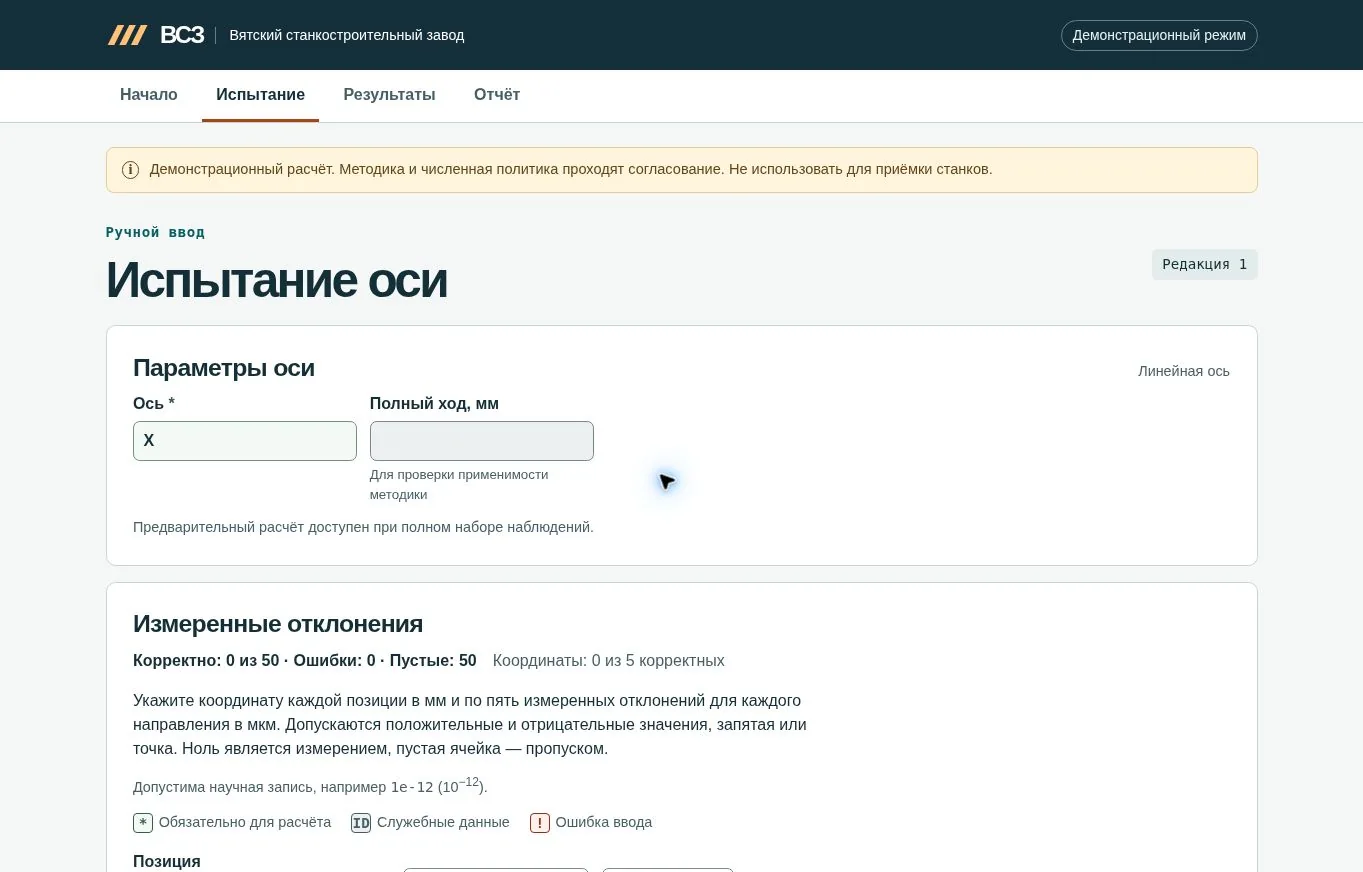 ВСЗ
Вятский станкостроительный завод
Демонстрационный режим
Начало
Испытание
Результаты
Отчёт
Демонстрационный расчёт. Методика и численная политика проходят согласование. Не использовать для приёмки станков.
Ручной ввод
Испытание оси
Редакция 1
Параметры оси
Линейная ось
Ось *
Полный ход, мм
X
Для проверки применимости
методики
Предварительный расчёт доступен при полном наборе наблюдений.
Измеренные отклонения
Корректно: 0 из 50 · Ошибки: 0 · Пустые: 50
Координаты: 0 из 5 корректных
Укажите координату каждой позиции в мм и по пять измеренных отклонений для каждого
направления в мкм. Допускаются положительные и отрицательные значения, запятая или
точка. Ноль является измерением, пустая ячейка — пропуском.
Допустима научная запись, например 1e-12 (10⁻¹²).
* Обязательно для расчёта
ID Служебные данные
! Ошибка ввода
Позиция